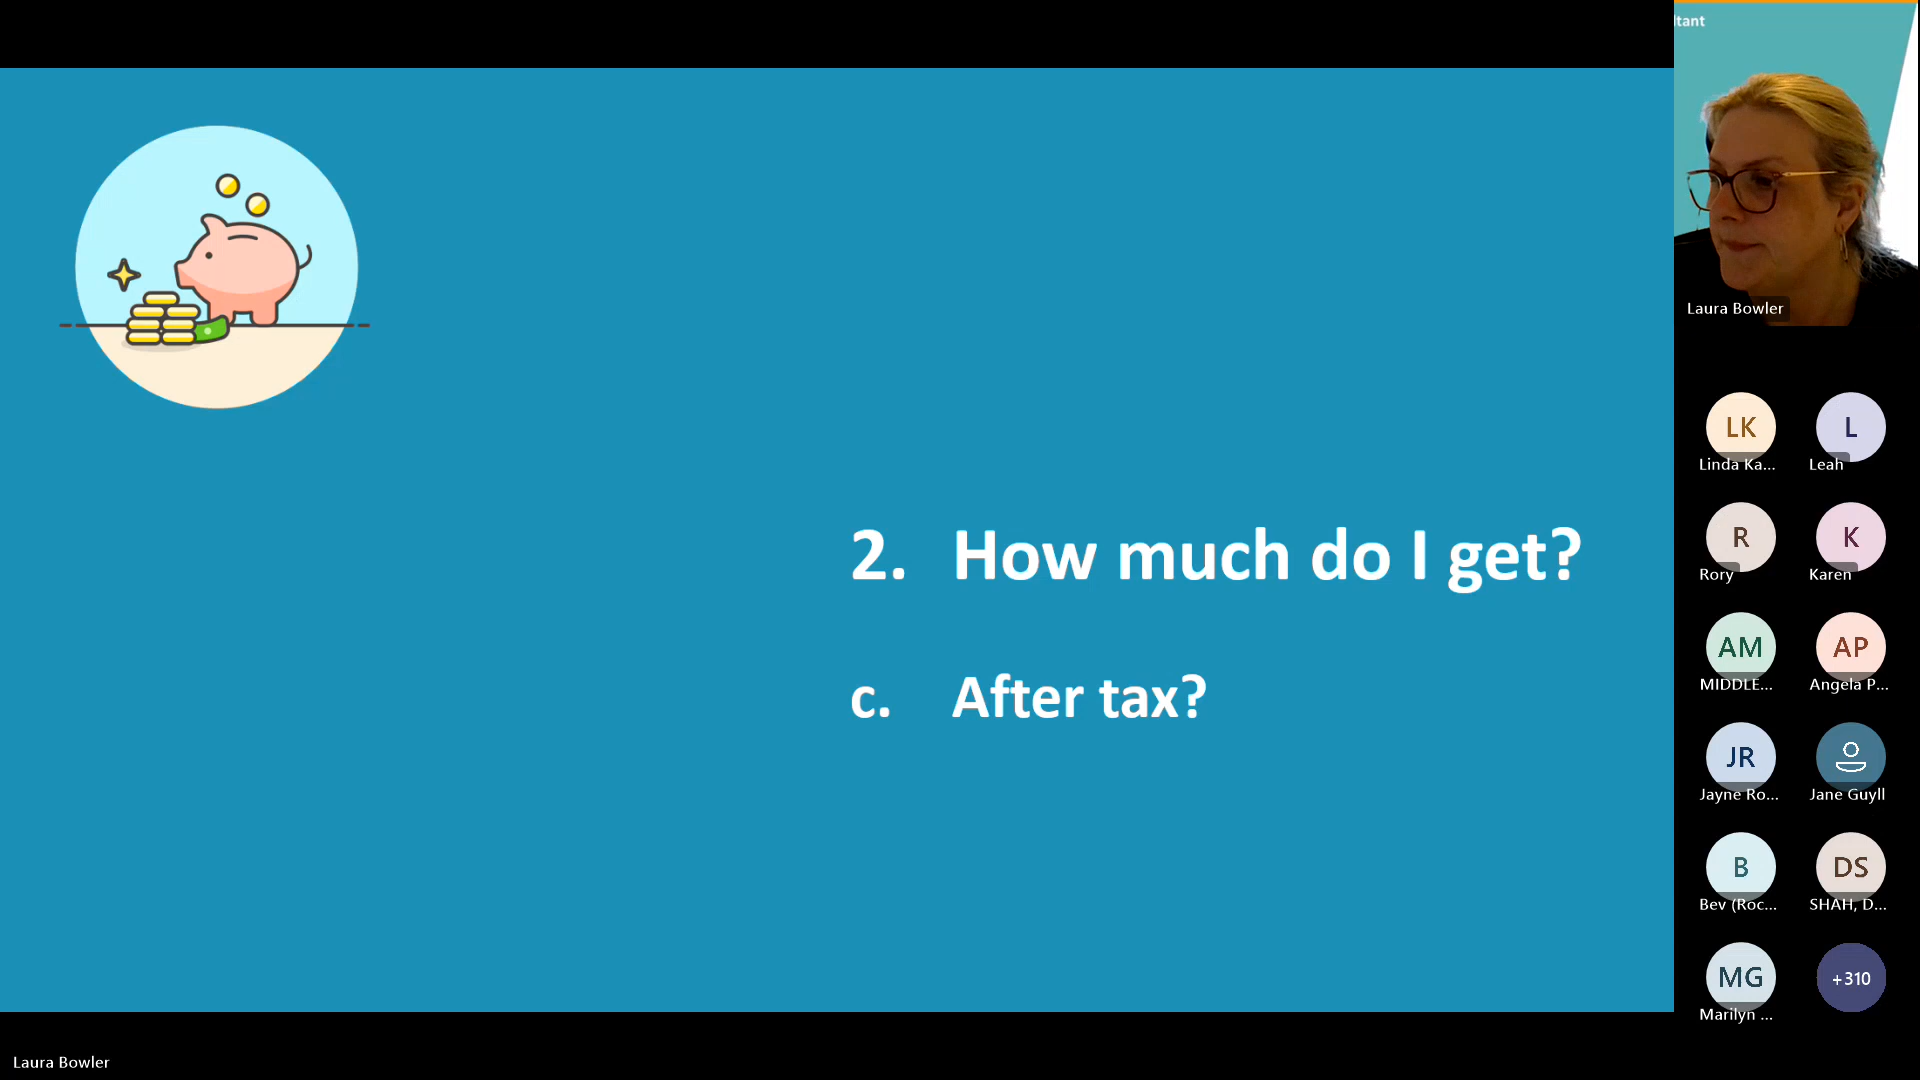 ltant
Laura Bowler
2. How much do I get?
c. After tax?
LK
Linda Ka...
L
Leah
R
Rory
K
Karen
AM
MIDDLE...
AP
Angela P...
JR
Jayne Ro...
Jane Guyll
B
Bev (Roc...
DS
SHAH, D...
MG
Marilyn ...
+310
Laura Bowler